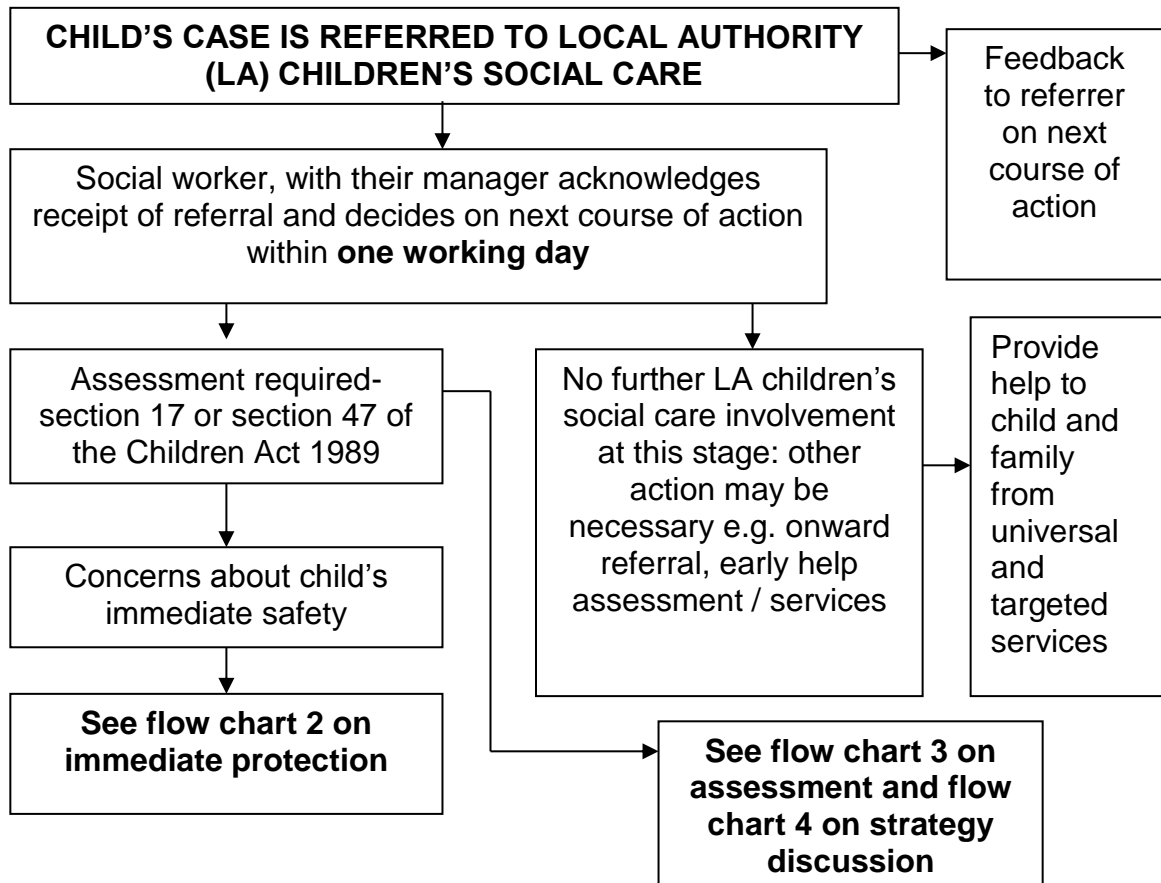 CHILD’S CASE IS REFERRED TO LOCAL AUTHORITY
(LA) CHILDREN’S SOCIAL CARE
Feedback
to referrer
on next
course of
action
Social worker, with their manager acknowledges
receipt of referral and decides on next course of action
within one working day
Assessment required-
section 17 or section 47 of
the Children Act 1989
No further LA children’s
social care involvement
at this stage: other
action may be
necessary e.g. onward
referral, early help
assessment / services
Provide
help to
child and
family
from
universal
and
targeted
services
Concerns about child’s
immediate safety
See flow chart 2 on
immediate protection
See flow chart 3 on
assessment and flow
chart 4 on strategy
discussion